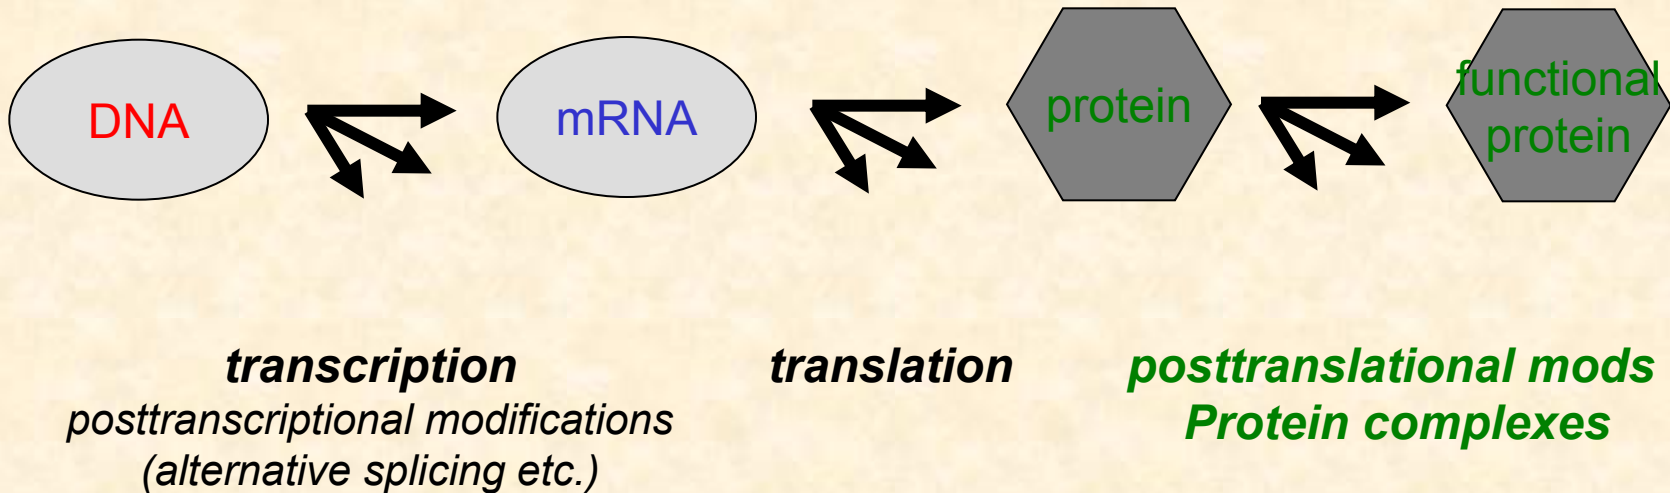 DNA
mRNA
protein
functional
protein
transcription
posttranscriptional modifications
(alternative splicing etc.)
translation
posttranslational mods
Protein complexes